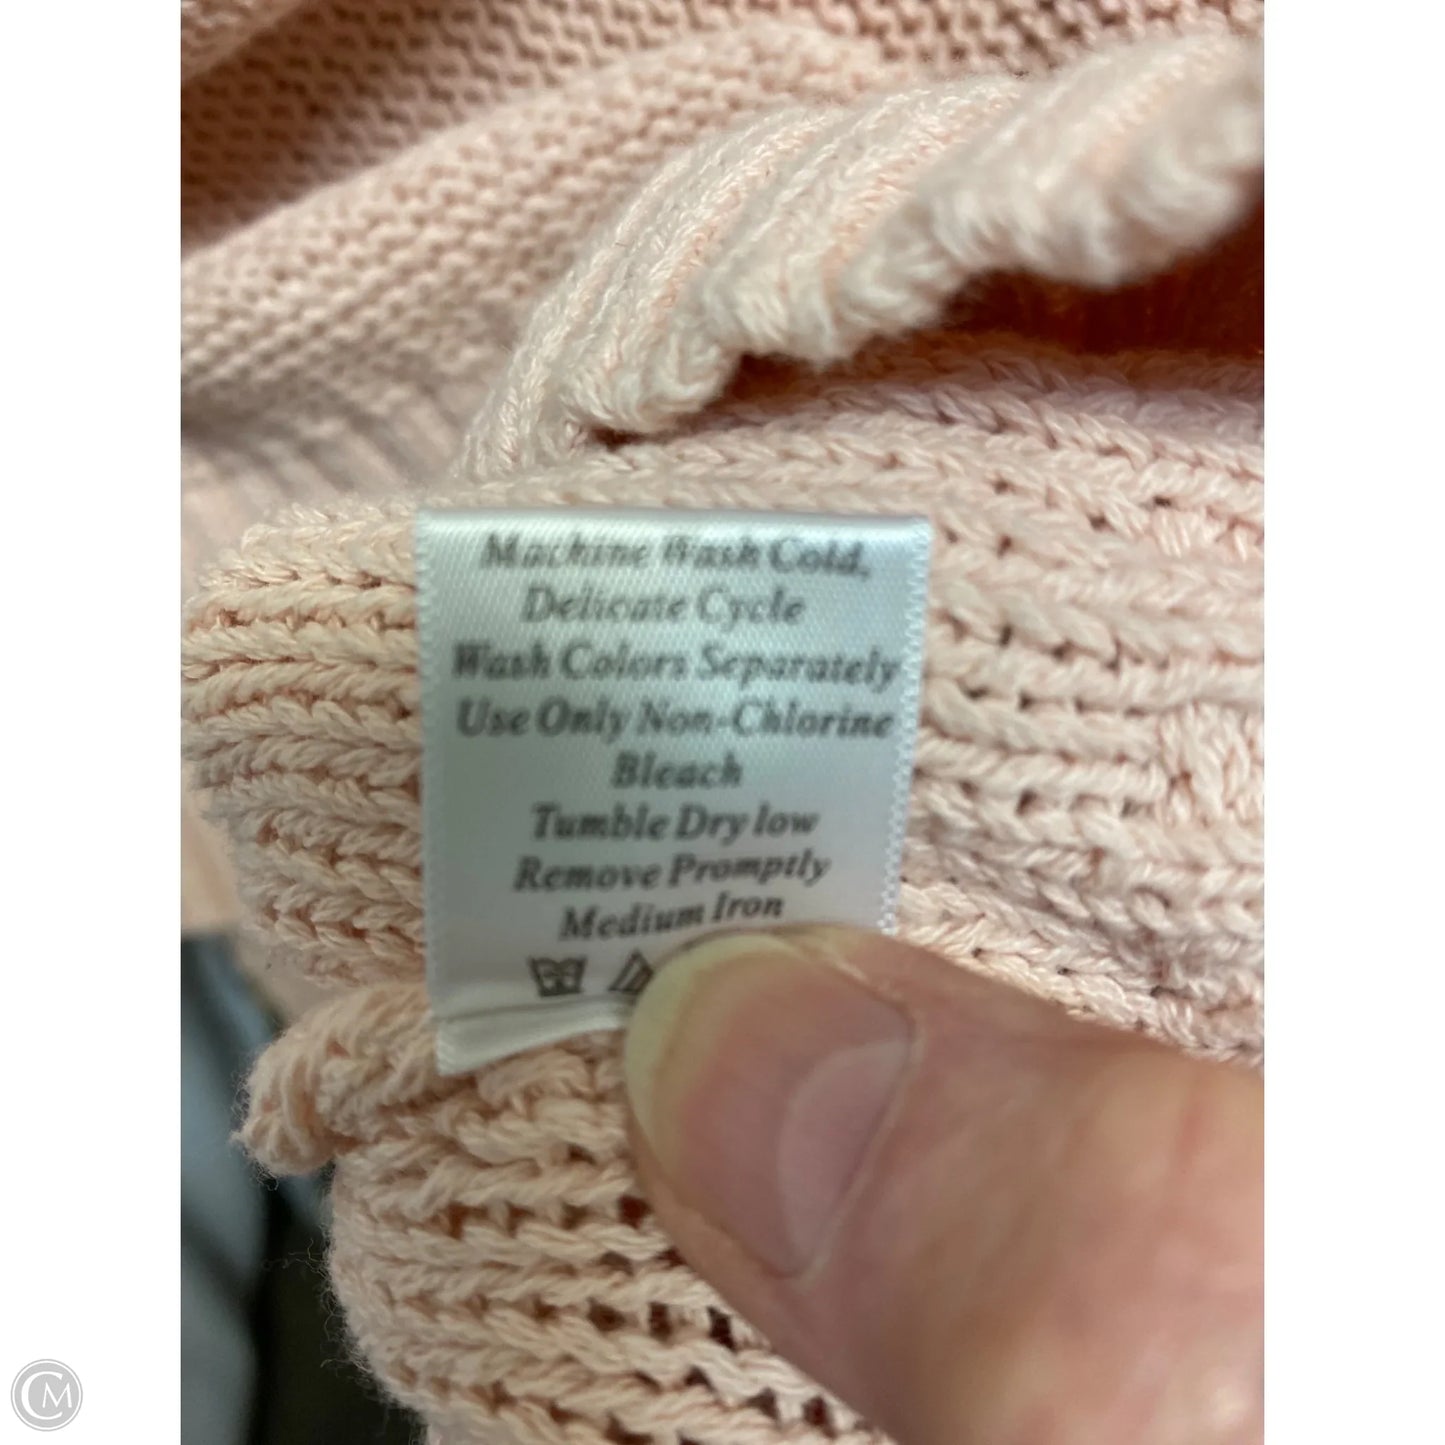 Machine Wash Cold,
Delicate Cycle
Wash Colors Separately
Use Only Non-Chlorine
Bleach
Tumble Dry low
Remove Promptly
Medium Iron
CM